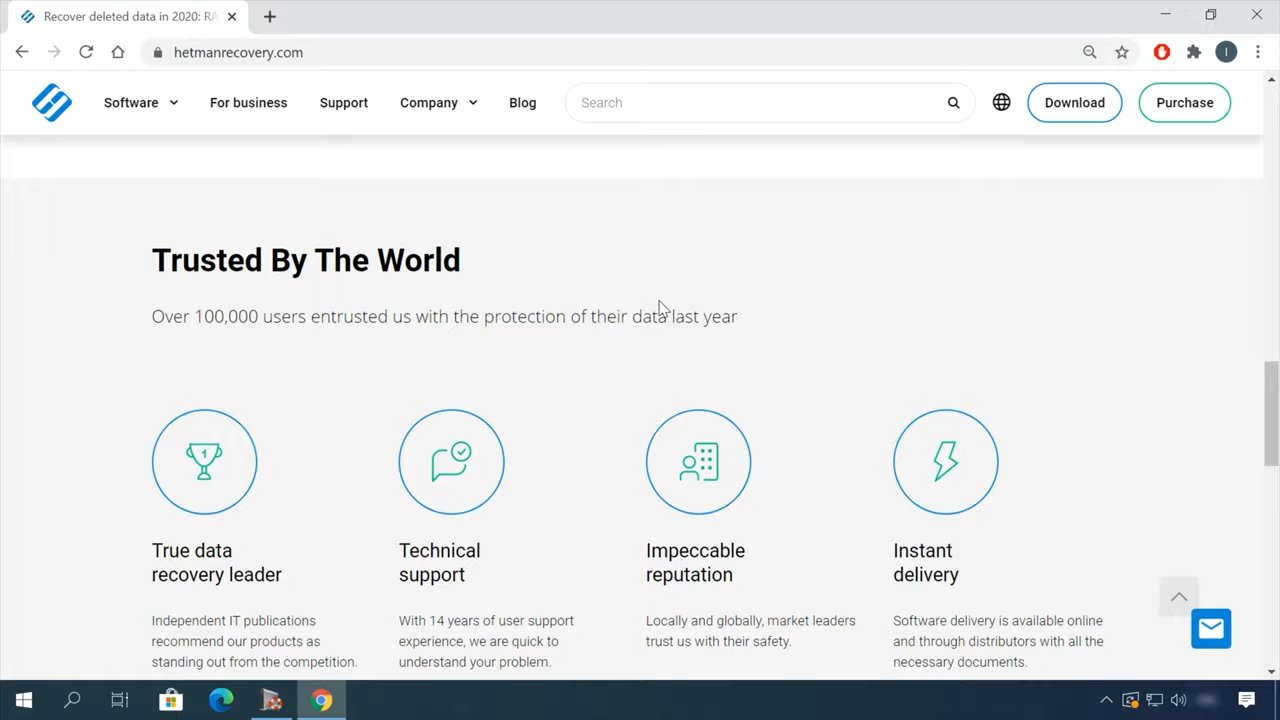 Recover deleted data in 2020: RA
hetmanrecovery.com
I
Software
For business
Support
Company
Blog
Search
Download
Purchase
Trusted By The World
Over 100,000 users entrusted us with the protection of their data last year
1
True data
recovery leader
Technical
support
Impeccable
reputation
Instant
delivery
Independent IT publications
recommend our products as
standing out from the competition.
With 14 years of user support
experience, we are quick to
understand your problem.
Locally and globally, market leaders
trust us with their safety.
Software delivery is available online
and through distributors with all the
necessary documents.